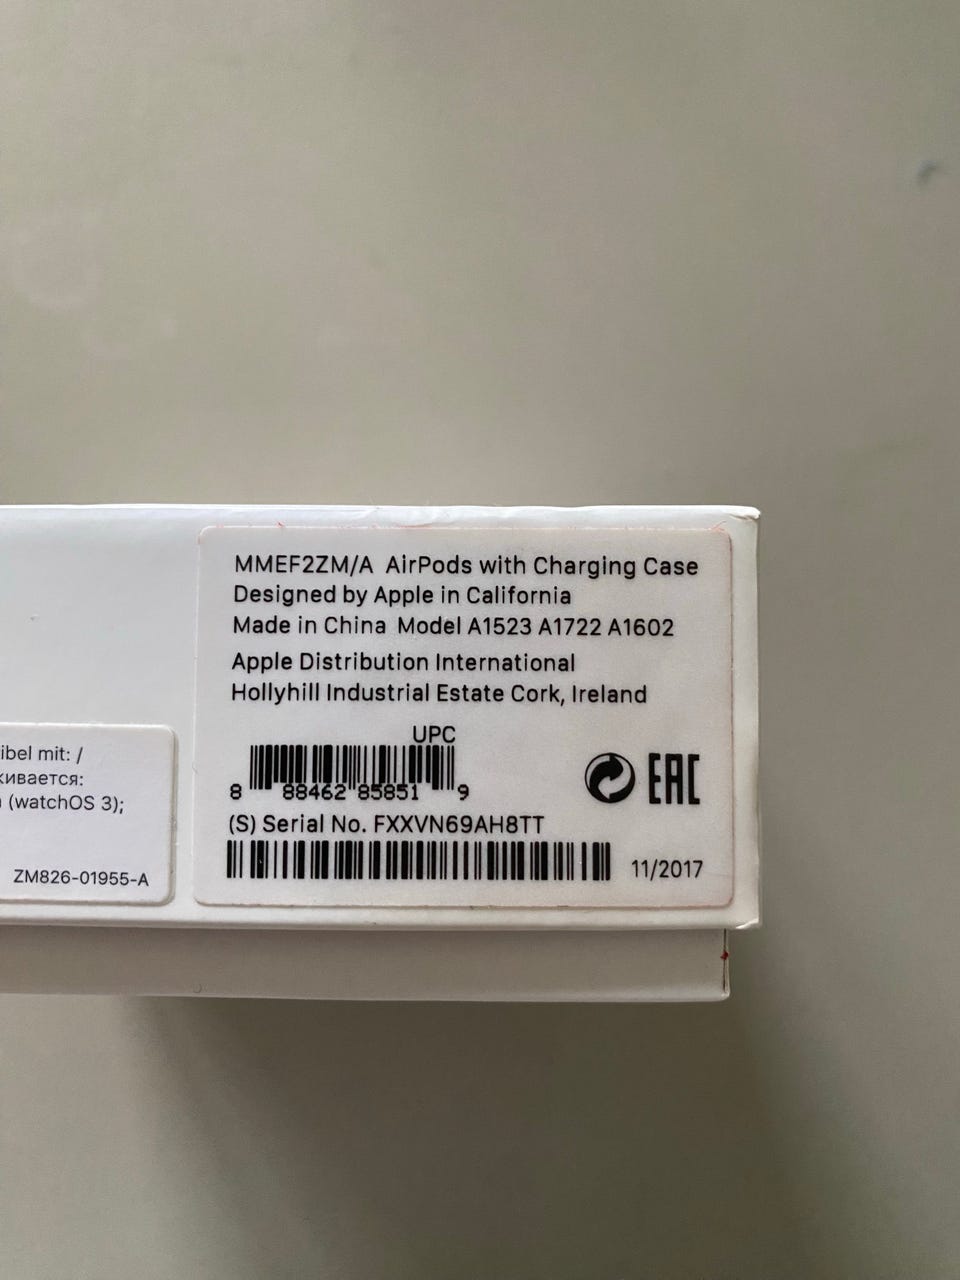 MMEF2ZM/A AirPods with Charging Case
Designed by Apple in California
Made in China Model A1523 A1722 A1602
Apple Distribution International
Hollyhill Industrial Estate Cork, Ireland
UPC
8 88462 85851 9
EAC
(S) Serial No. FXXVN69AH8TT
11/2017
ibel mit: /
кивается:
(watchOS 3);
ZM826-01955-A